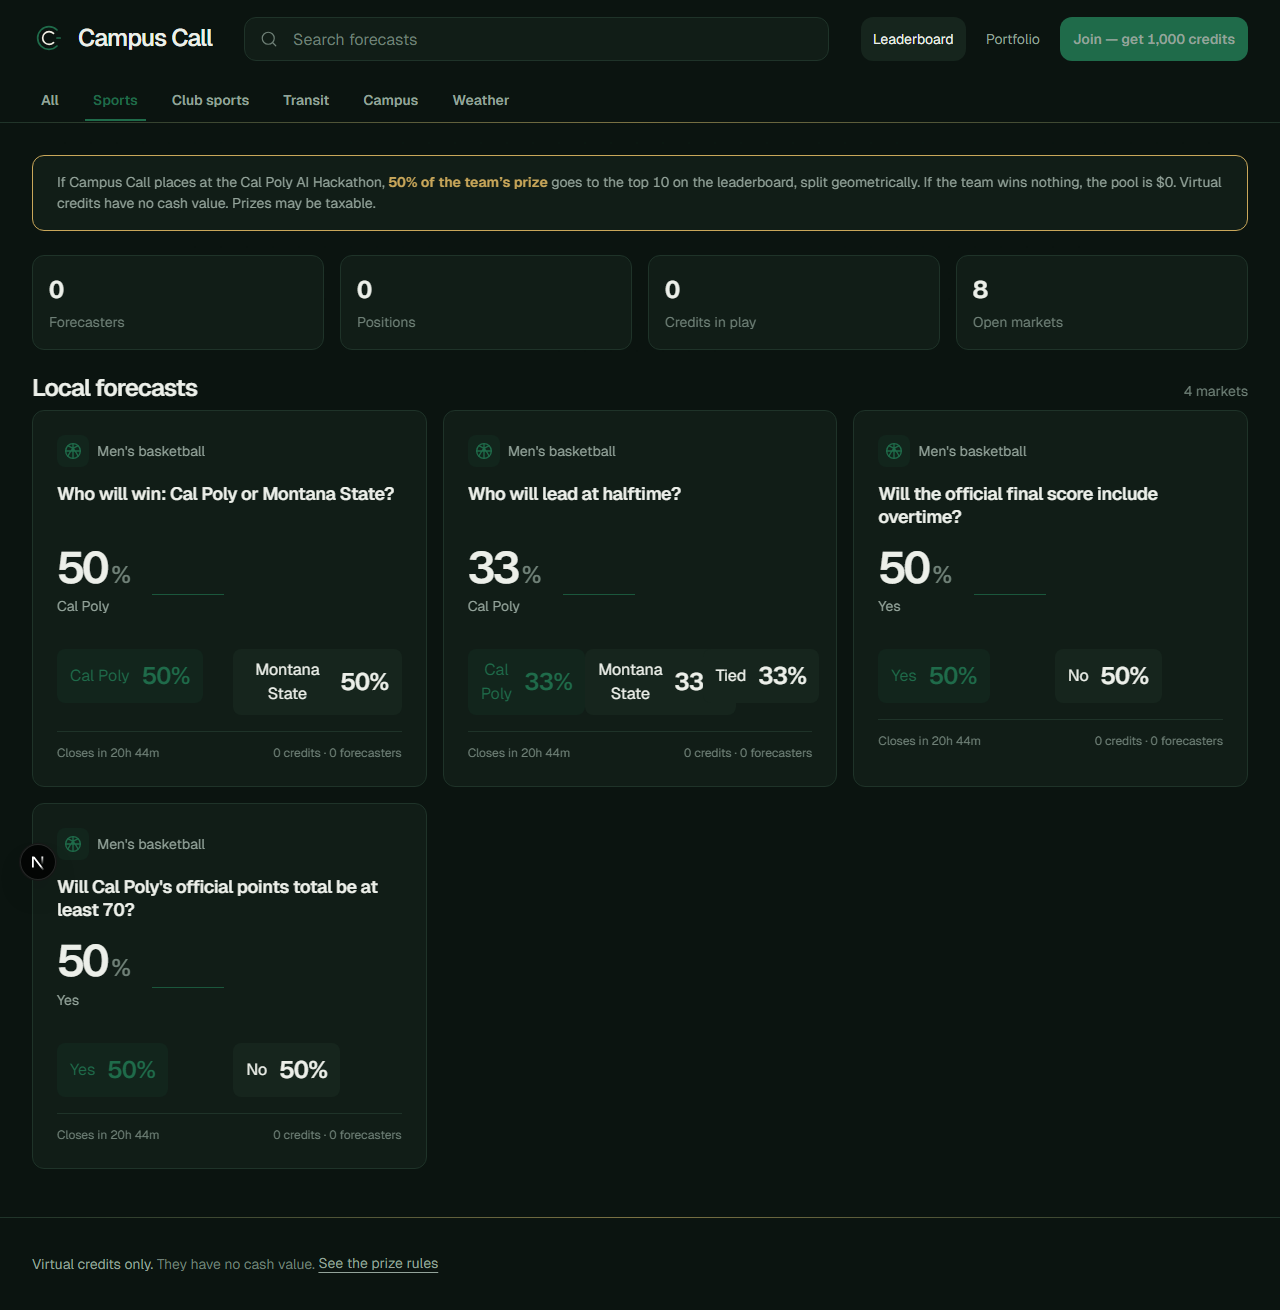 Campus Call
Search forecasts
Leaderboard
Portfolio
Join — get 1,000 credits
All
Sports
Club sports
Transit
Campus
Weather
If Campus Call places at the Cal Poly AI Hackathon, 50% of the team's prize goes to the top 10 on the leaderboard, split geometrically. If the team wins nothing, the pool is $0. Virtual
credits have no cash value. Prizes may be taxable.
0
Forecasters
0
Positions
0
Credits in play
8
Open markets
Local forecasts
4 markets
Men's basketball
Who will win: Cal Poly or Montana State?
50%
Cal Poly
Cal Poly 50%
Montana
State
50%
Closes in 20h 44m
0 credits · 0 forecasters
Men's basketball
Who will lead at halftime?
33%
Cal Poly
Cal
Poly
33%
Montana
State
33
Tied 33%
Closes in 20h 44m
0 credits · 0 forecasters
Men's basketball
Will the official final score include
overtime?
50%
Yes
Yes 50%
No 50%
Closes in 20h 44m
0 credits · 0 forecasters
Men's basketball
Will Cal Poly's official points total be at
least 70?
50%
Yes
Yes 50%
No 50%
Closes in 20h 44m
0 credits · 0 forecasters
N
Virtual credits only. They have no cash value. See the prize rules